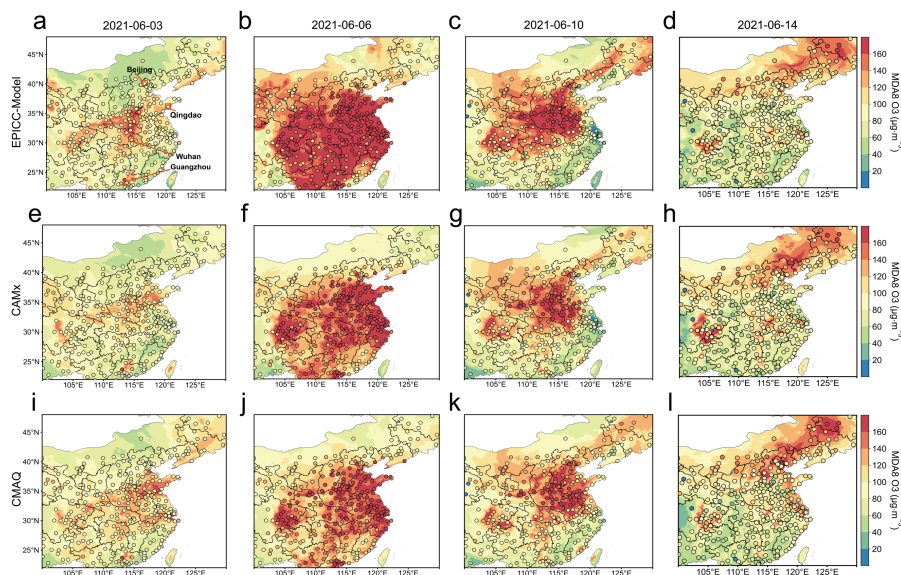 a b c d
2021-06-03 2021-06-06 2021-06-10 2021-06-14
EPICC-Model
45°N
40°N
35°N
30°N
25°N
Beijing
Qingdao
Wuhan
Guangzhou
105°E 110°E 115°E 120°E 125°E 105°E 110°E 115°E 120°E 125°E 105°E 110°E 115°E 120°E 125°E 105°E 110°E 115°E 120°E 125°E
160
140
120
100
80
60
40
20
MDA8 O3 (μg·m⁻³)
e f g h
CAMx
45°N
40°N
35°N
30°N
25°N
105°E 110°E 115°E 120°E 125°E 105°E 110°E 115°E 120°E 125°E 105°E 110°E 115°E 120°E 125°E 105°E 110°E 115°E 120°E 125°E
160
140
120
100
80
60
40
20
MDA8 O3 (μg·m⁻³)
i j k l
CMAQ
45°N
40°N
35°N
30°N
25°N
105°E 110°E 115°E 120°E 125°E 105°E 110°E 115°E 120°E 125°E 105°E 110°E 115°E 120°E 125°E 105°E 110°E 115°E 120°E 125°E
160
140
120
100
80
60
40
20
MDA8 O3 (μg·m⁻³)